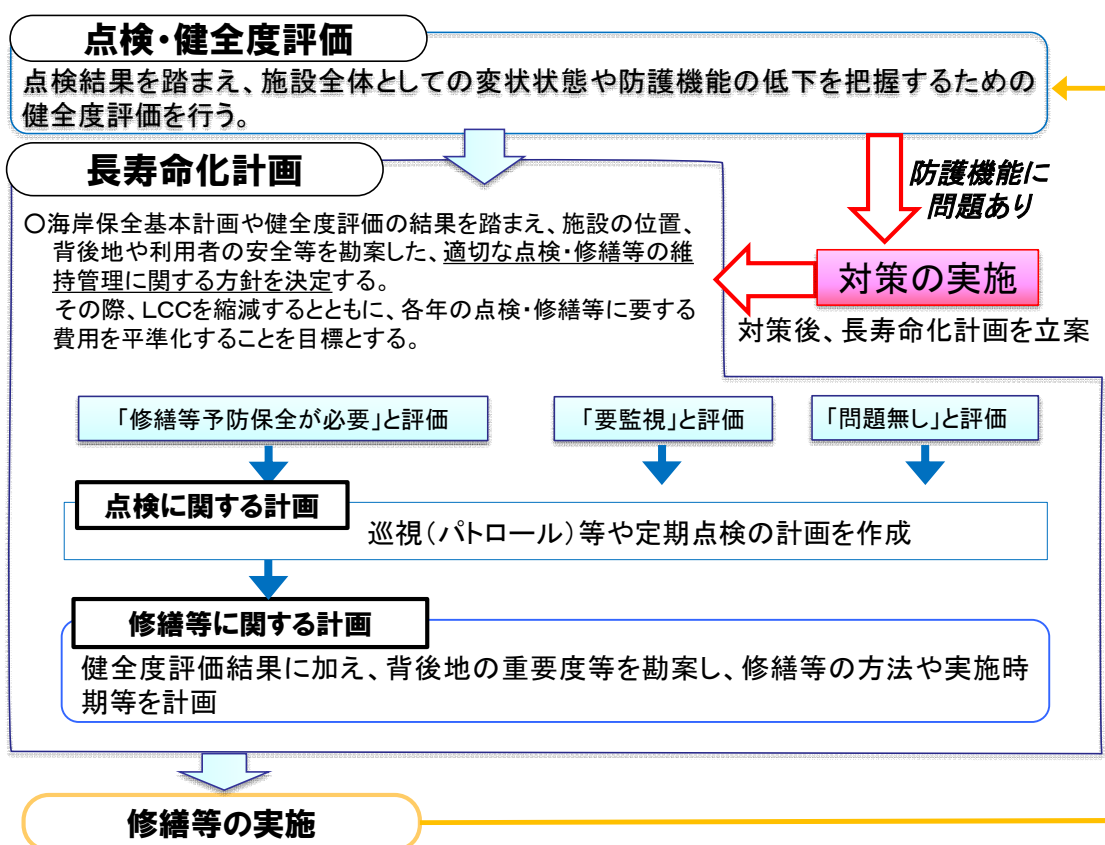 点検・健全度評価
点検結果を踏まえ、施設全体としての変状状態や防護機能の低下を把握するための
健全度評価を行う。
防護機能に
問題あり
対策の実施
対策後、長寿命化計画を立案
長寿命化計画
○海岸保全基本計画や健全度評価の結果を踏まえ、施設の位置、
背後地や利用者の安全等を勘案した、適切な点検・修繕等の維
持管理に関する方針を決定する。
その際、LCCを縮減するとともに、各年の点検・修繕等に要する
費用を平準化することを目標とする。
「修繕等予防保全が必要」と評価
「要監視」と評価
「問題無し」と評価
点検に関する計画
巡視(パトロール)等や定期点検の計画を作成
修繕等に関する計画
健全度評価結果に加え、背後地の重要度等を勘案し、修繕等の方法や実施時
期等を計画
修繕等の実施